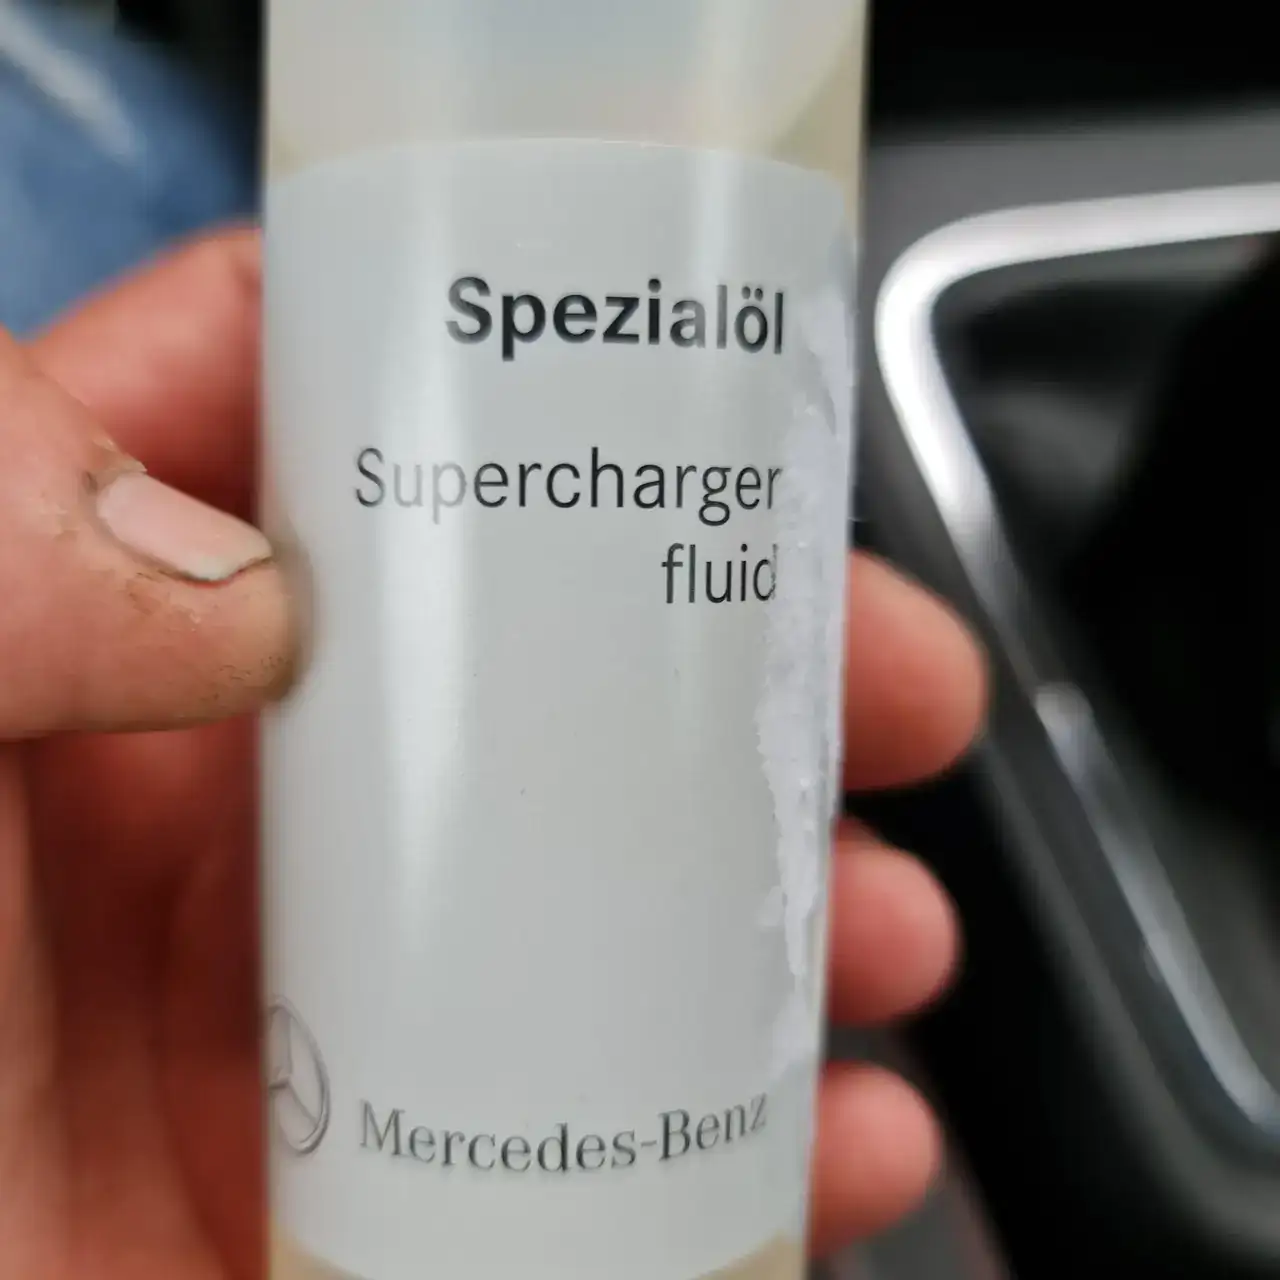 Spezialöl
Supercharger
fluid
Mercedes-Benz